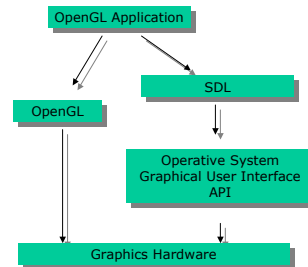 OpenGL Application
OpenGL
SDL
Operative System
Graphical User Interface
API
Graphics Hardware